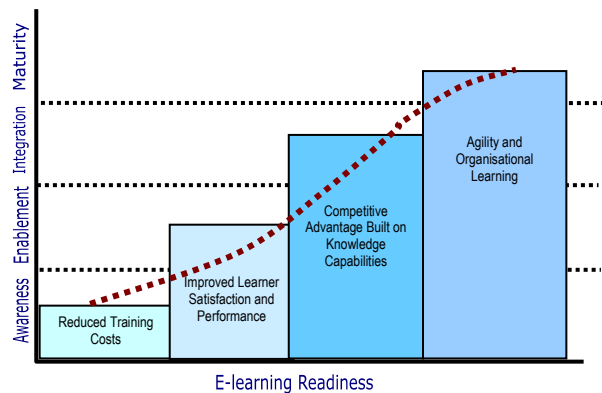 Maturity
Integration
Enablement
Awareness
Reduced Training
Costs
Improved Learner
Satisfaction and
Performance
Competitive
Advantage Built on
Knowledge
Capabilities
Agility and
Organisational
Learning
E-learning Readiness